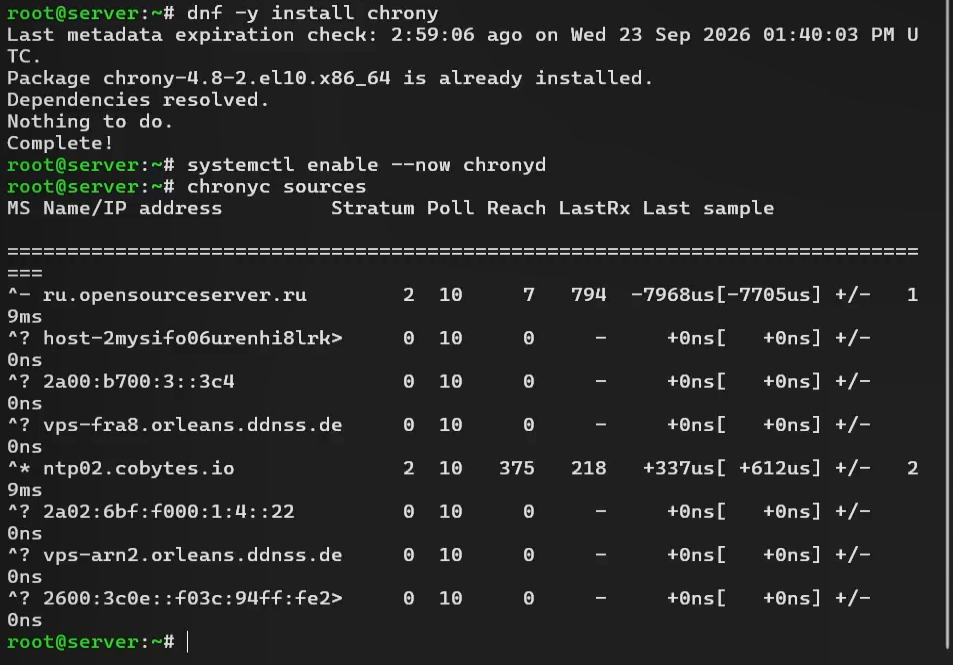 root@server:~# dnf -y install chrony
Last metadata expiration check: 2:59:06 ago on Wed 23 Sep 2026 01:40:03 PM U
TC.
Package chrony-4.8-2.el10.x86_64 is already installed.
Dependencies resolved.
Nothing to do.
Complete!
root@server:~# systemctl enable --now chronyd
root@server:~# chronyc sources
MS Name/IP address         Stratum Poll Reach LastRx Last sample
============================================================================
===
^- ru.opensourceserver.ru        2  10     7   794  -7968us[-7705us] +/-   1
9ms
^? host-2mysifo06urenhi8lrk>     0  10     0     -     +0ns[   +0ns] +/-
0ns
^? 2a00:b700:3::3c4              0  10     0     -     +0ns[   +0ns] +/-
0ns
^? vps-fra8.orleans.ddnss.de     0  10     0     -     +0ns[   +0ns] +/-
0ns
^* ntp02.cobytes.io              2  10   375   218   +337us[ +612us] +/-   2
9ms
^? 2a02:6bf:f000:1:4::22         0  10     0     -     +0ns[   +0ns] +/-
0ns
^? vps-arn2.orleans.ddnss.de     0  10     0     -     +0ns[   +0ns] +/-
0ns
^? 2600:3c0e::f03c:94ff:fe2>     0  10     0     -     +0ns[   +0ns] +/-
0ns
root@server:~#